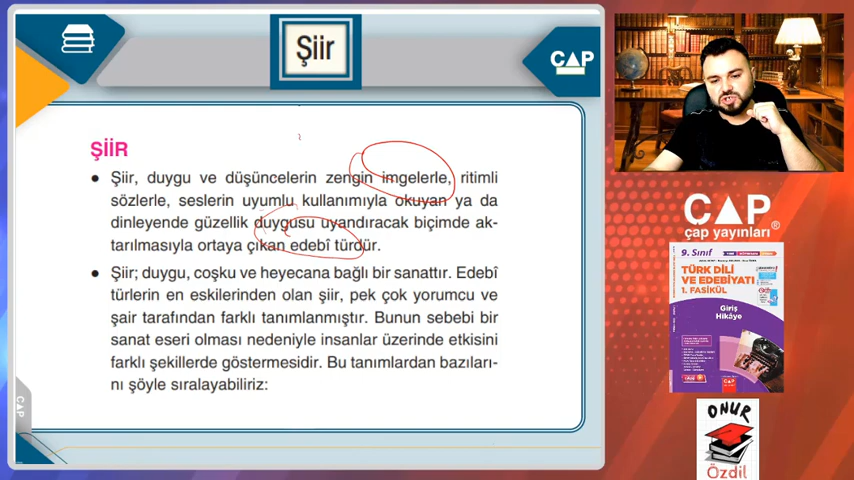 Şiir
ÇAP
ŞİİR
● Şiir, duygu ve düşüncelerin zengin imgelerle, ritimli
sözlerle, seslerin uyumlu kullanımıyla okuyan ya da
dinleyende güzellik duygusu uyandıracak biçimde ak-
tarılmasıyla ortaya çıkan edebî türdür.
● Şiir; duygu, coşku ve heyecana bağlı bir sanattır. Edebî
türlerin en eskilerinden olan şiir, pek çok yorumcu ve
şair tarafından farklı tanımlanmıştır. Bunun sebebi bir
sanat eseri olması nedeniyle insanlar üzerinde etkisini
farklı şekillerde göstermesidir. Bu tanımlardan bazıları-
nı şöyle sıralayabiliriz:
ÇAP
ÇAP
çap yayınları®
9. Sınıf
TÜRK DİLİ
VE EDEBİYATI
1. FASİKÜL
Giriş
Hikâye
ÇAP
ONUR
Özdil